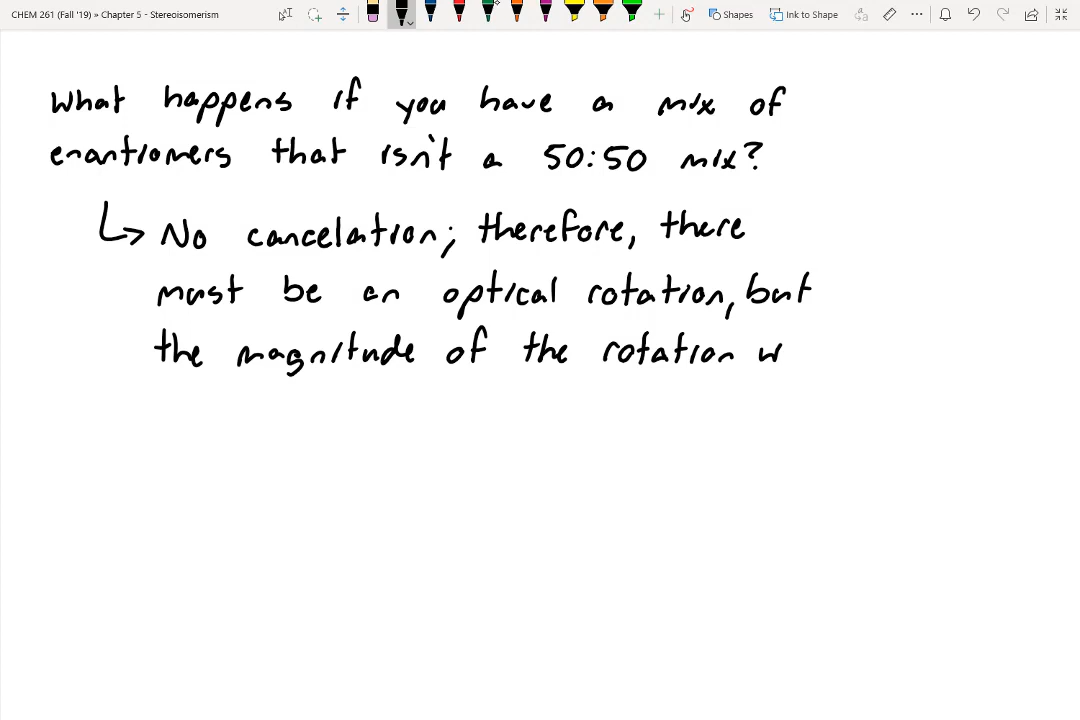 CHEM 261 (Fall '19) » Chapter 5 - Stereoisomerism
Shapes
Ink to Shape
What happens if you have a mix of
enantiomers that isn't a 50:50 mix?
↳ No cancelation; therefore, there
must be an optical rotation, but
the magnitude of the rotation w